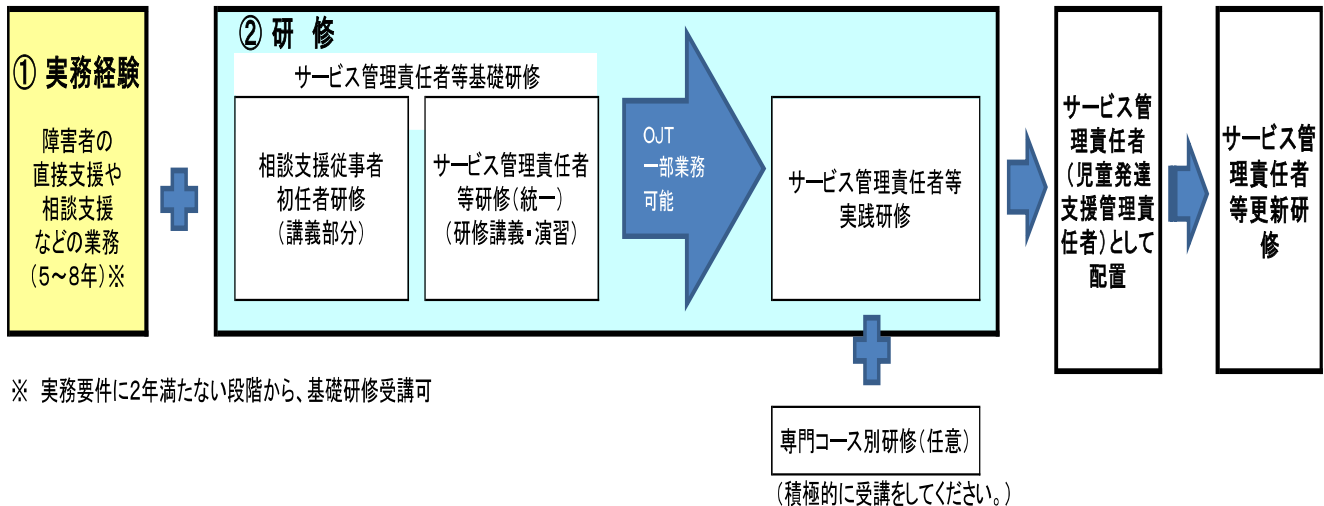 ① 実務経験
障害者の
直接支援や
相談支援
などの業務
(5～8年)※
② 研 修
サービス管理責任者等基礎研修
相談支援従事者
初任者研修
(講義部分)
サービス管理責任者
等研修(統一)
(研修講義・演習)
OJT
一部業務
可能
サービス管理責任者等
実践研修
サービス管
理責任者
(児童発達
支援管理責
任者)として
配置
サービス管
理責任者
等更新研
修
※ 実務要件に2年満たない段階から、基礎研修受講可
専門コース別研修(任意)
(積極的に受講をしてください。)